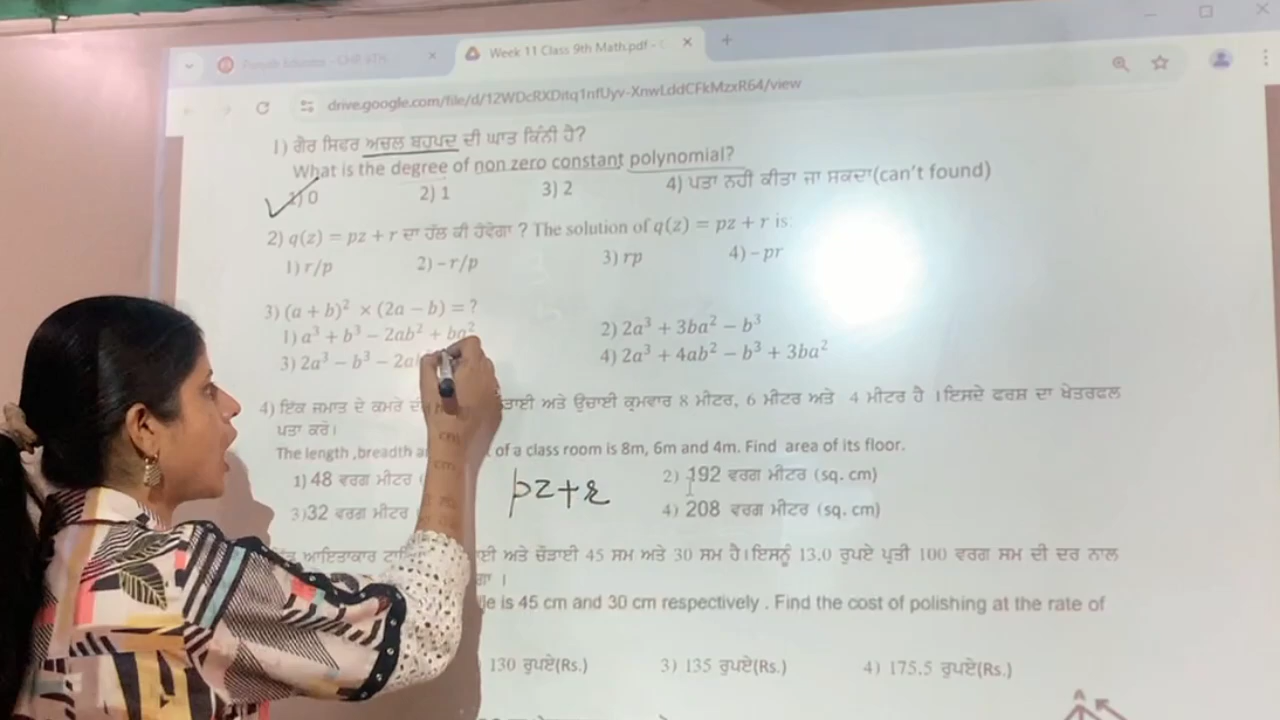 Week 11 Class 9th Math.pdf -
drive.google.com/file/d/12WDcRXDitq1nfUyv-XnwLddCFkMzxR64/view
1) ਗੈਰ ਸਿਫਰ ਅਚਲ ਬਹੁਪਦ ਦੀ ਘਾਤ ਕਿੰਨੀ ਹੈ?
What is the degree of non zero constant polynomial?
1) 0 2) 1 3) 2 4) ਪਤਾ ਨਹੀ ਕੀਤਾ ਜਾ ਸਕਦਾ(can't found)
2) q(z) = pz + r ਦਾ ਹੱਲ ਕੀ ਹੋਵੇਗਾ ? The solution of q(z) = pz + r is:
1) r/p 2) – r/p 3) rp 4) – pr
3) (a + b)² × (2a − b) = ?
1) a³ + b³ − 2ab² + ba² 2) 2a³ + 3ba² − b³
3) 2a³ − b³ − 2a 4) 2a³ + 4ab² − b³ + 3ba²
4) ਇੱਕ ਜਮਾਤ ਦੇ ਕਮਰੇ ਦੀ ਅਤੇ ਉਚਾਈ ਕ੍ਰਮਵਾਰ 8 ਮੀਟਰ, 6 ਮੀਟਰ ਅਤੇ 4 ਮੀਟਰ ਹੈ ।ਇਸਦੇ ਫਰਸ਼ ਦਾ ਖੇਤਰਫਲ
ਪਤਾ ਕਰੋ।
The length ,breadth of a class room is 8m, 6m and 4m. Find area of its floor.
1) 48 ਵਰਗ ਮੀਟਰ 2) 192 ਵਰਗ ਮੀਟਰ (sq. cm)
pz+r
3)32 ਵਰਗ ਮੀਟਰ 4) 208 ਵਰਗ ਮੀਟਰ (sq. cm)
ਆਇਤਾਕਾਰ ਅਤੇ ਚੌੜਾਈ 45 ਸਮ ਅਤੇ 30 ਸਮ ਹੈ।ਇਸਨੂੰ 13.0 ਰੁਪਏ ਪ੍ਰਤੀ 100 ਵਰਗ ਸਮ ਦੀ ਦਰ ਨਾਲ
is 45 cm and 30 cm respectively . Find the cost of polishing at the rate of
130 ਰੁਪਏ(Rs.) 3) 135 ਰੁਪਏ(Rs.) 4) 175.5 ਰੁਪਏ(Rs.)
A